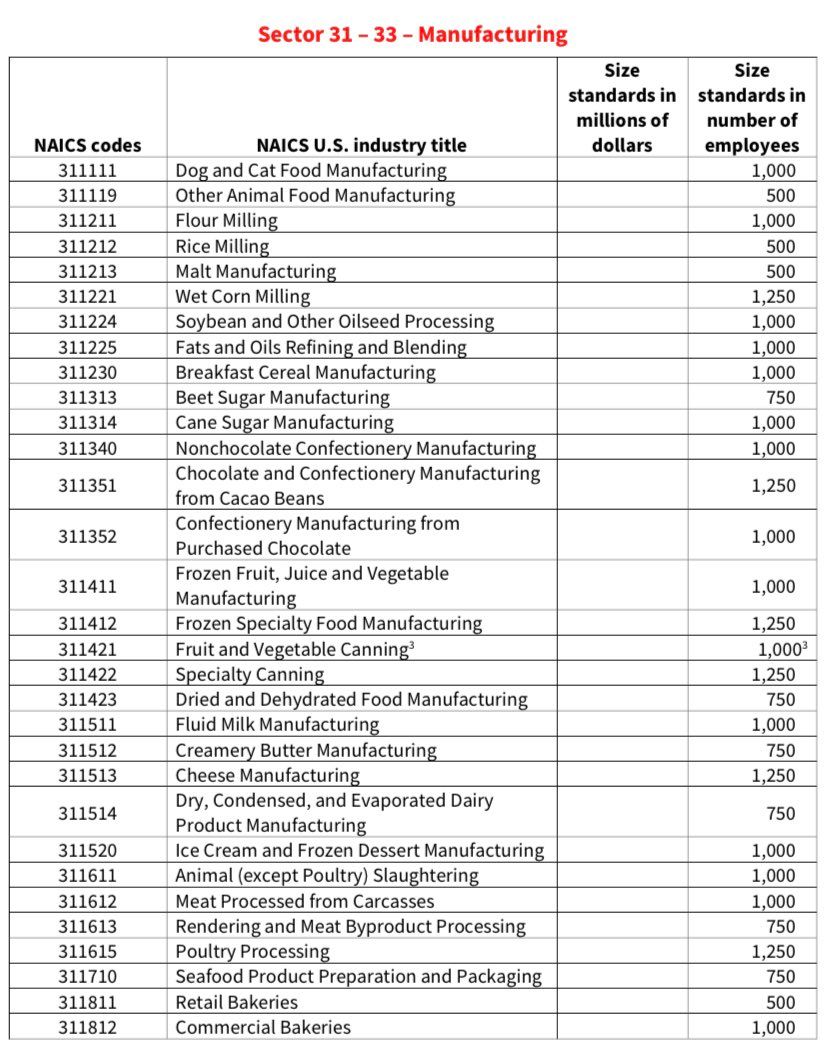 Sector 31 – 33 – Manufacturing
NAICS codes NAICS U.S. industry title Size standards in millions of dollars Size standards in number of employees
311111 Dog and Cat Food Manufacturing 1,000
311119 Other Animal Food Manufacturing 500
311211 Flour Milling 1,000
311212 Rice Milling 500
311213 Malt Manufacturing 500
311221 Wet Corn Milling 1,250
311224 Soybean and Other Oilseed Processing 1,000
311225 Fats and Oils Refining and Blending 1,000
311230 Breakfast Cereal Manufacturing 1,000
311313 Beet Sugar Manufacturing 750
311314 Cane Sugar Manufacturing 1,000
311340 Nonchocolate Confectionery Manufacturing 1,000
311351 Chocolate and Confectionery Manufacturing from Cacao Beans 1,250
311352 Confectionery Manufacturing from Purchased Chocolate 1,000
311411 Frozen Fruit, Juice and Vegetable Manufacturing 1,000
311412 Frozen Specialty Food Manufacturing 1,250
311421 Fruit and Vegetable Canning³ 1,000³
311422 Specialty Canning 1,250
311423 Dried and Dehydrated Food Manufacturing 750
311511 Fluid Milk Manufacturing 1,000
311512 Creamery Butter Manufacturing 750
311513 Cheese Manufacturing 1,250
311514 Dry, Condensed, and Evaporated Dairy Product Manufacturing 750
311520 Ice Cream and Frozen Dessert Manufacturing 1,000
311611 Animal (except Poultry) Slaughtering 1,000
311612 Meat Processed from Carcasses 1,000
311613 Rendering and Meat Byproduct Processing 750
311615 Poultry Processing 1,250
311710 Seafood Product Preparation and Packaging 750
311811 Retail Bakeries 500
311812 Commercial Bakeries 1,000